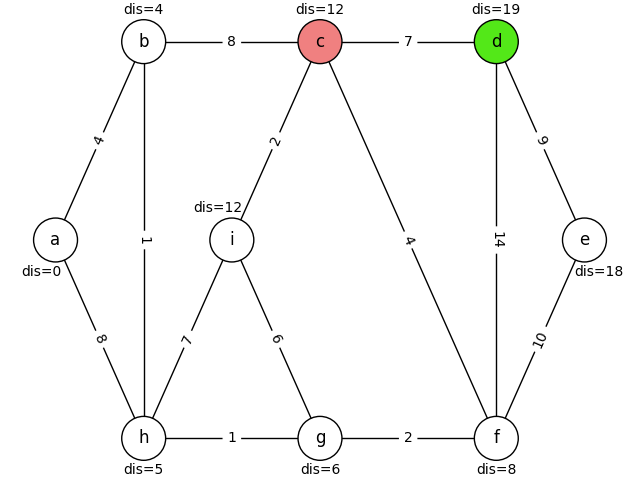 dis=4 dis=12 dis=19
b 8 c 7 d
4 2 9
dis=12
a 1 i 4 14 e
dis=0 dis=18
8 7 6 10
h 1 g 2 f
dis=5 dis=6 dis=8